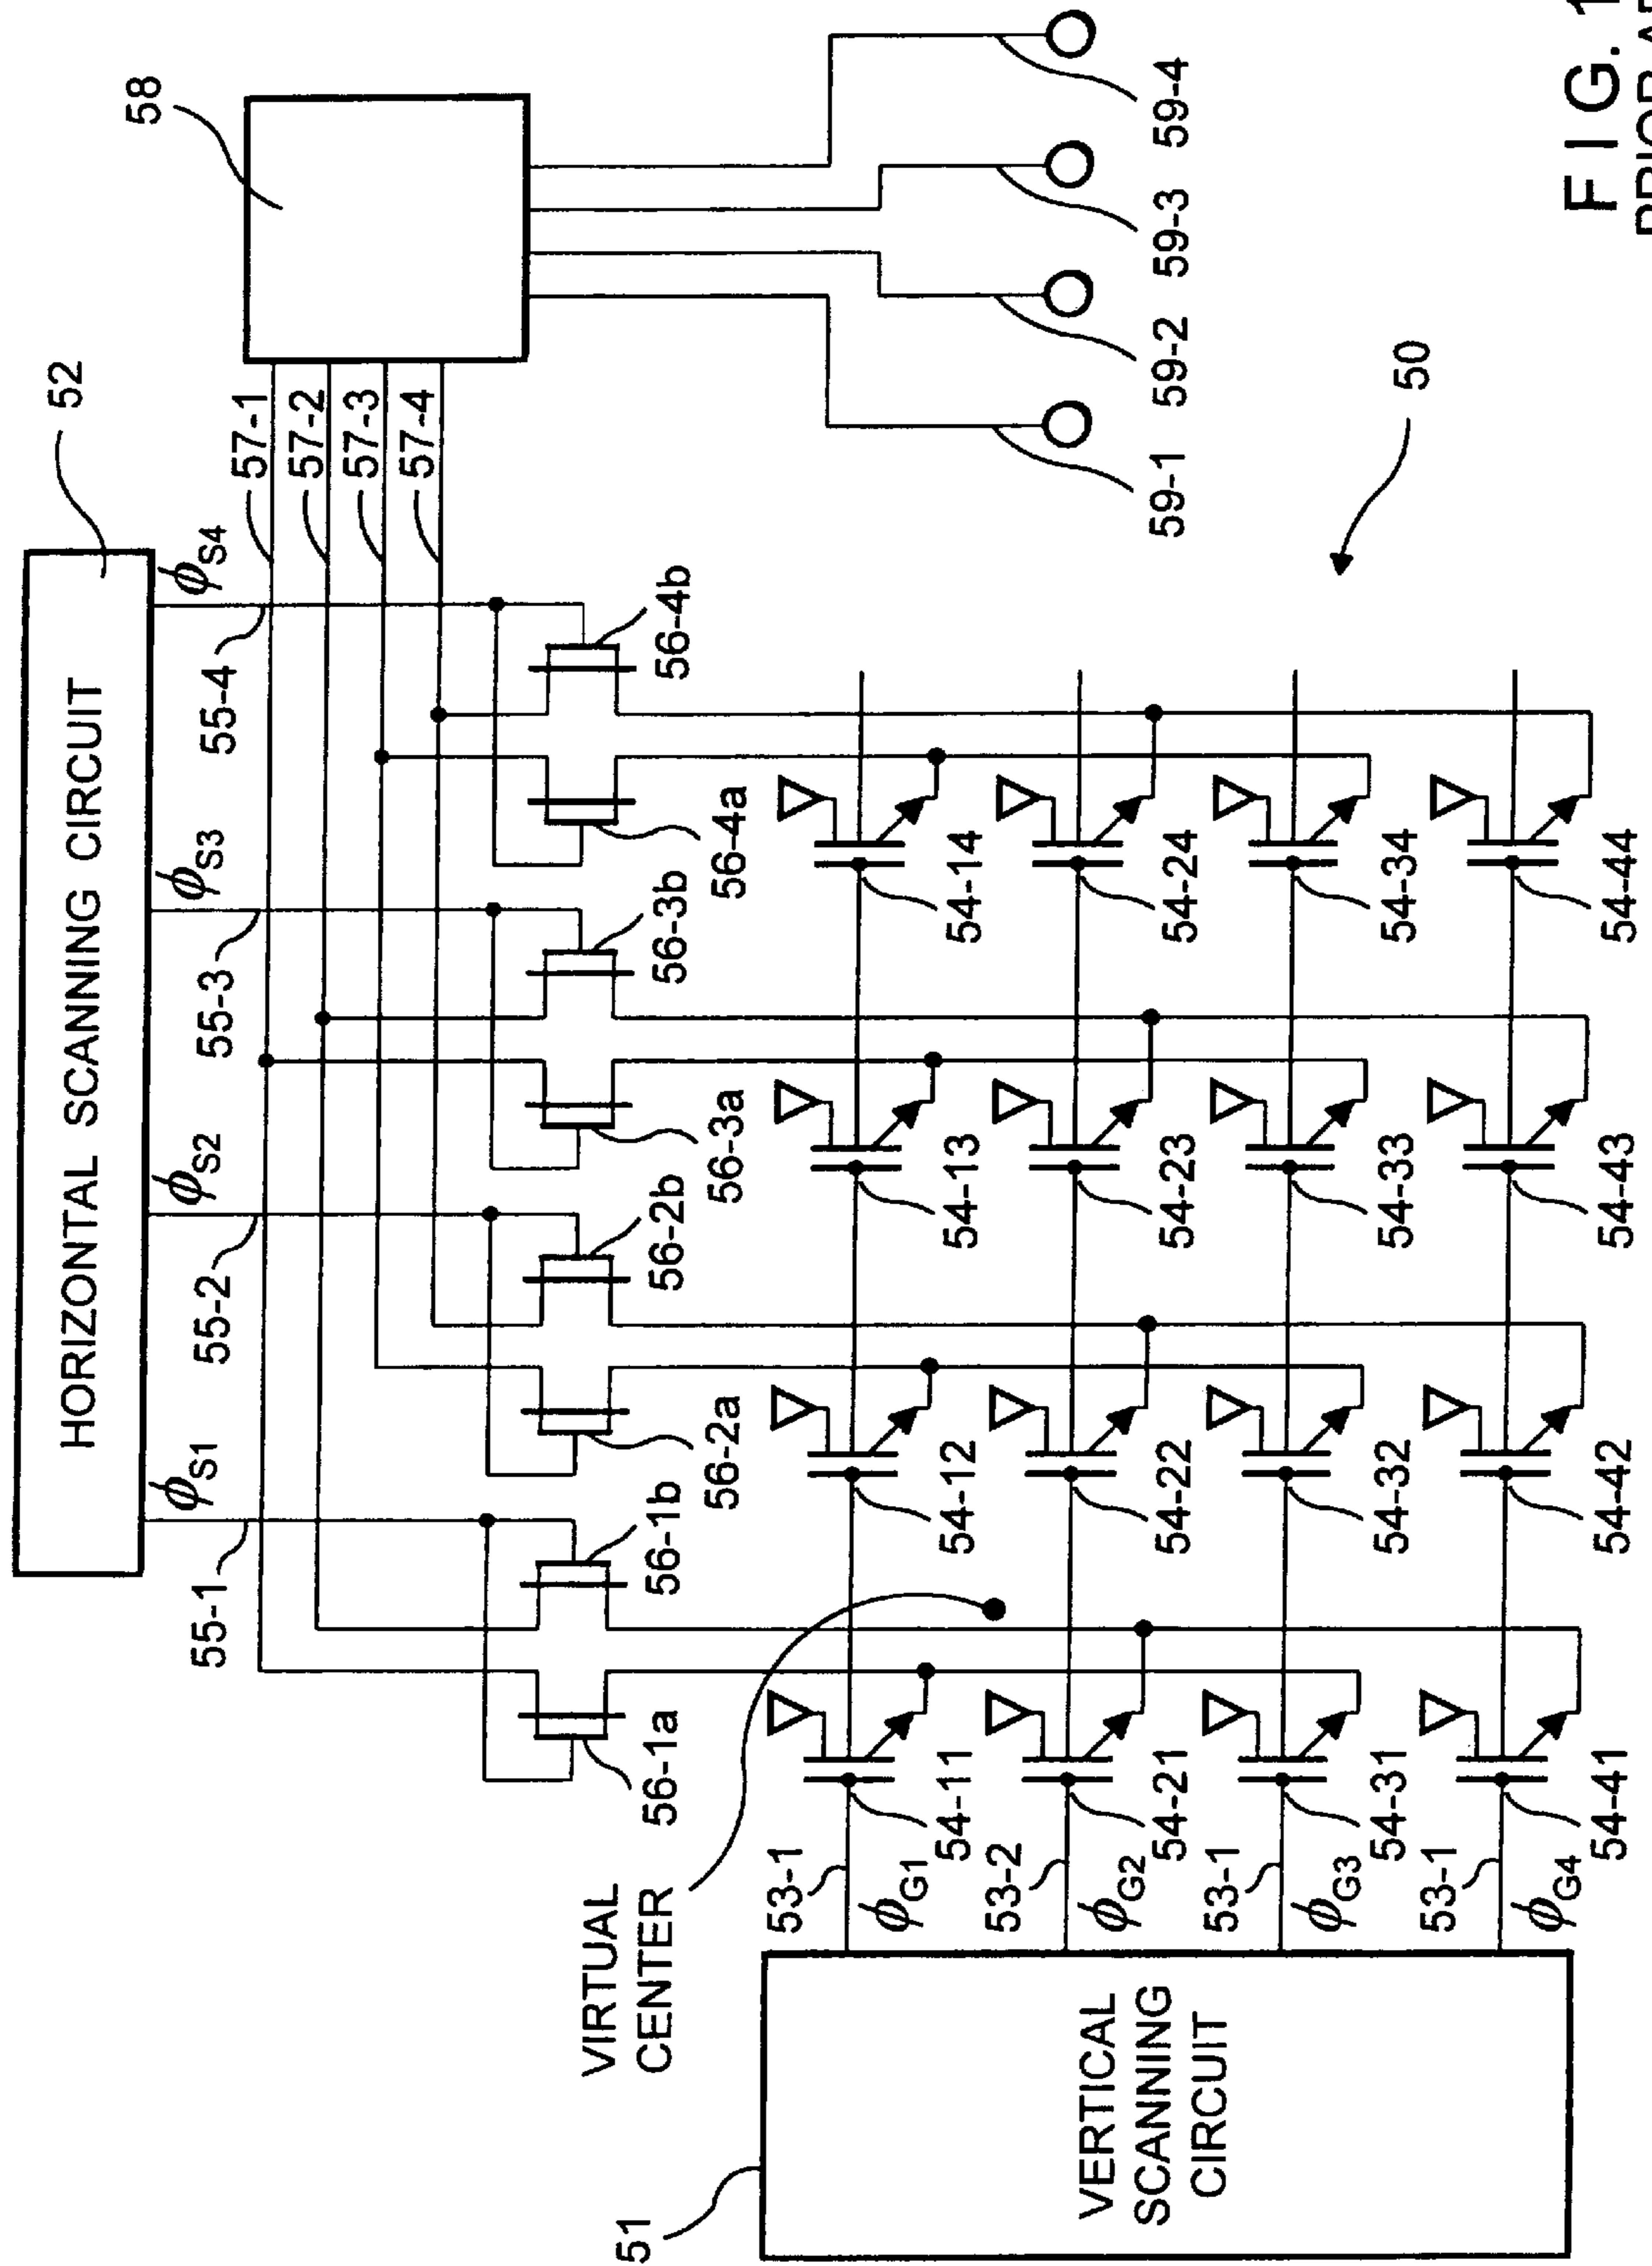 HORIZONTAL SCANNING CIRCUIT
52
58
ϕS1
ϕS2
ϕS3
ϕS4
55-1
55-2
55-3
55-4
57-1
57-2
57-3
57-4
56-1a
56-1b
56-2a
56-2b
56-3a
56-3b
56-4a
56-4b
59-1
59-2
59-3
59-4
VIRTUAL
CENTER
51
VERTICAL
SCANNING
CIRCUIT
53-1
ϕG1
54-11
54-12
54-13
54-14
53-2
ϕG2
54-21
54-22
54-23
54-24
53-1
ϕG3
54-31
54-32
54-33
54-34
53-1
ϕG4
54-41
54-42
54-43
54-44
50
FIG. 1
PRIOR